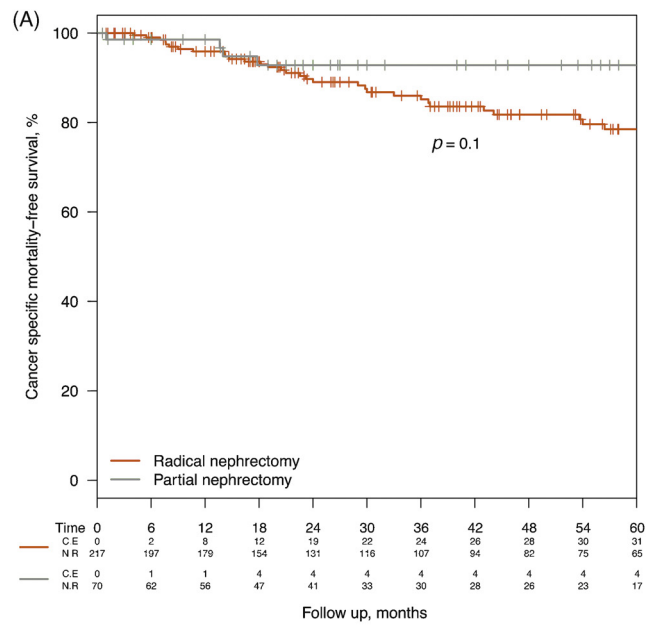 (A)
100
80
60
40
20
0
Cancer specific mortality–free survival, %
p = 0.1
Radical nephrectomy
Partial nephrectomy
Time 0 6 12 18 24 30 36 42 48 54 60
C.E 0 2 8 12 19 22 24 26 28 30 31
N.R 217 197 179 154 131 116 107 94 82 75 65
C.E 0 1 1 4 4 4 4 4 4 4 4
N.R 70 62 56 47 41 33 30 28 26 23 17
Follow up, months